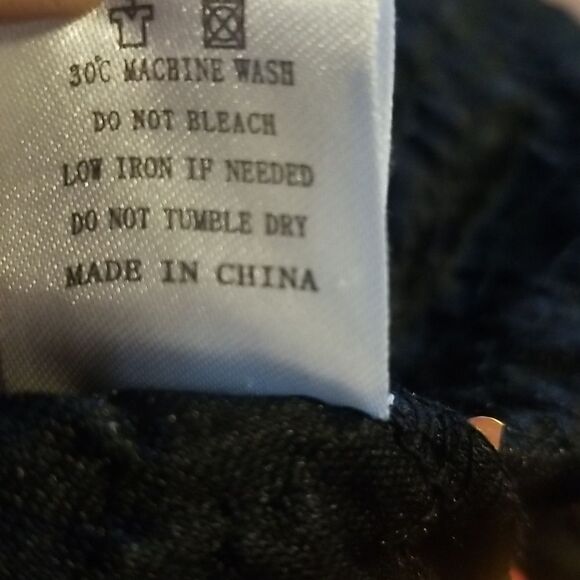 30°C MACHINE WASH
DO NOT BLEACH
LOW IRON IF NEEDED
DO NOT TUMBLE DRY
MADE IN CHINA